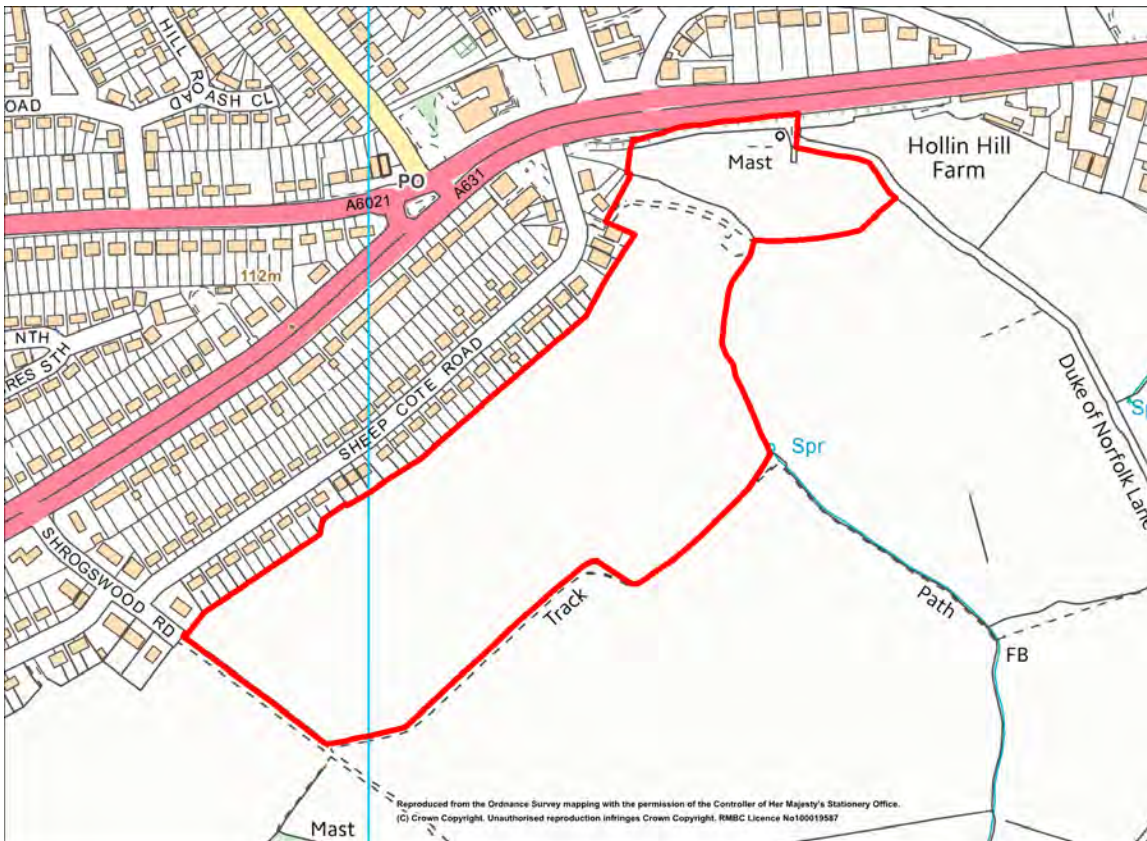 HILL
ROAD
OAD
ASH CL
PO
A631
A6021
Mast
Hollin Hill
Farm
112m
NTH
RES STH
SHEEP COTE ROAD
Duke of Norfolk Lane
Spr
SHROGSWOOD RD
Track
Path
FB
Mast
Reproduced from the Ordnance Survey mapping with the permission of the Controller of Her Majesty's Stationery Office.
(C) Crown Copyright. Unauthorised reproduction infringes Crown Copyright. RMBC Licence No100019587